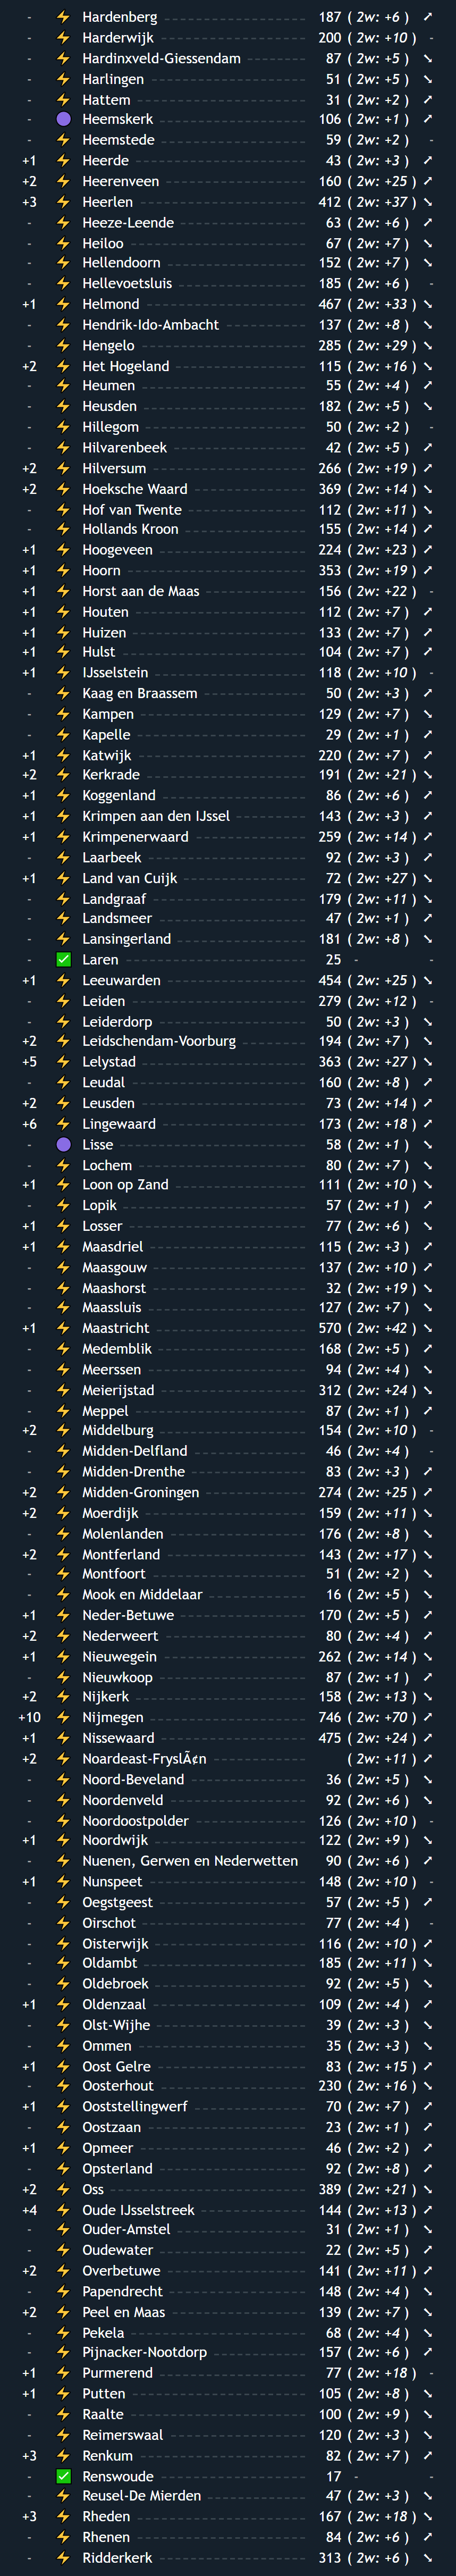 - ⚡ Hardenberg 187 ( 2w: +6 ) ➚
- ⚡ Harderwijk 200 ( 2w: +10 ) -
- ⚡ Hardinxveld-Giessendam 87 ( 2w: +5 ) ➘
- ⚡ Harlingen 51 ( 2w: +5 ) ➘
- ⚡ Hattem 31 ( 2w: +2 ) ➚
- 🟣 Heemskerk 106 ( 2w: +1 ) ➚
- ⚡ Heemstede 59 ( 2w: +2 ) -
+1 ⚡ Heerde 43 ( 2w: +3 ) ➚
+2 ⚡ Heerenveen 160 ( 2w: +25 ) ➚
+3 ⚡ Heerlen 412 ( 2w: +37 ) ➘
- ⚡ Heeze-Leende 63 ( 2w: +6 ) ➚
- ⚡ Heiloo 67 ( 2w: +7 ) ➘
- ⚡ Hellendoorn 152 ( 2w: +7 ) ➘
- ⚡ Hellevoetsluis 185 ( 2w: +6 ) -
+1 ⚡ Helmond 467 ( 2w: +33 ) ➘
- ⚡ Hendrik-Ido-Ambacht 137 ( 2w: +8 ) ➘
- ⚡ Hengelo 285 ( 2w: +29 ) ➘
+2 ⚡ Het Hogeland 115 ( 2w: +16 ) ➘
- ⚡ Heumen 55 ( 2w: +4 ) ➚
- ⚡ Heusden 182 ( 2w: +5 ) ➘
- ⚡ Hillegom 50 ( 2w: +2 ) -
- ⚡ Hilvarenbeek 42 ( 2w: +5 ) ➚
+2 ⚡ Hilversum 266 ( 2w: +19 ) ➚
+2 ⚡ Hoeksche Waard 369 ( 2w: +14 ) ➘
- ⚡ Hof van Twente 112 ( 2w: +11 ) ➘
- ⚡ Hollands Kroon 155 ( 2w: +14 ) ➚
+1 ⚡ Hoogeveen 224 ( 2w: +23 ) ➚
+1 ⚡ Hoorn 353 ( 2w: +19 ) ➚
+1 ⚡ Horst aan de Maas 156 ( 2w: +22 ) -
+1 ⚡ Houten 112 ( 2w: +7 ) ➚
+1 ⚡ Huizen 133 ( 2w: +7 ) ➚
+1 ⚡ Hulst 104 ( 2w: +7 ) ➚
+1 ⚡ IJsselstein 118 ( 2w: +10 ) -
- ⚡ Kaag en Braassem 50 ( 2w: +3 ) ➚
- ⚡ Kampen 129 ( 2w: +7 ) ➘
- ⚡ Kapelle 29 ( 2w: +1 ) ➚
+1 ⚡ Katwijk 220 ( 2w: +7 ) ➚
+2 ⚡ Kerkrade 191 ( 2w: +21 ) ➘
+1 ⚡ Koggenland 86 ( 2w: +6 ) ➚
+1 ⚡ Krimpen aan den IJssel 143 ( 2w: +3 ) ➚
+1 ⚡ Krimpenerwaard 259 ( 2w: +14 ) ➚
- ⚡ Laarbeek 92 ( 2w: +3 ) ➚
+1 ⚡ Land van Cuijk 72 ( 2w: +27 ) ➘
- ⚡ Landgraaf 179 ( 2w: +11 ) ➘
- ⚡ Landsmeer 47 ( 2w: +1 ) ➚
- ⚡ Lansingerland 181 ( 2w: +8 ) ➘
- ✅ Laren 25 - -
+1 ⚡ Leeuwarden 454 ( 2w: +25 ) ➘
- ⚡ Leiden 279 ( 2w: +12 ) -
- ⚡ Leiderdorp 50 ( 2w: +3 ) ➘
+2 ⚡ Leidschendam-Voorburg 194 ( 2w: +7 ) ➘
+5 ⚡ Lelystad 363 ( 2w: +27 ) ➘
- ⚡ Leudal 160 ( 2w: +8 ) ➚
+2 ⚡ Leusden 73 ( 2w: +14 ) ➚
+6 ⚡ Lingewaard 173 ( 2w: +18 ) ➚
- 🟣 Lisse 58 ( 2w: +1 ) ➘
- ⚡ Lochem 80 ( 2w: +7 ) ➘
+1 ⚡ Loon op Zand 111 ( 2w: +10 ) ➘
- ⚡ Lopik 57 ( 2w: +1 ) ➚
+1 ⚡ Losser 77 ( 2w: +6 ) ➘
+1 ⚡ Maasdriel 115 ( 2w: +3 ) ➚
- ⚡ Maasgouw 137 ( 2w: +10 ) ➚
- ⚡ Maashorst 32 ( 2w: +19 ) ➘
- ⚡ Maassluis 127 ( 2w: +7 ) ➘
+1 ⚡ Maastricht 570 ( 2w: +42 ) ➘
- ⚡ Medemblik 168 ( 2w: +5 ) ➚
- ⚡ Meerssen 94 ( 2w: +4 ) ➘
- ⚡ Meierijstad 312 ( 2w: +24 ) ➘
- ⚡ Meppel 87 ( 2w: +1 ) ➚
+2 ⚡ Middelburg 154 ( 2w: +10 ) -
- ⚡ Midden-Delfland 46 ( 2w: +4 ) -
- ⚡ Midden-Drenthe 83 ( 2w: +3 ) ➚
+2 ⚡ Midden-Groningen 274 ( 2w: +25 ) ➚
+2 ⚡ Moerdijk 159 ( 2w: +11 ) ➘
- ⚡ Molenlanden 176 ( 2w: +8 ) ➘
+2 ⚡ Montferland 143 ( 2w: +17 ) ➘
- ⚡ Montfoort 51 ( 2w: +2 ) ➘
- ⚡ Mook en Middelaar 16 ( 2w: +5 ) ➘
+1 ⚡ Neder-Betuwe 170 ( 2w: +5 ) ➚
+2 ⚡ Nederweert 80 ( 2w: +4 ) ➚
+1 ⚡ Nieuwegein 262 ( 2w: +14 ) ➘
- ⚡ Nieuwkoop 87 ( 2w: +1 ) ➚
+2 ⚡ Nijkerk 158 ( 2w: +13 ) ➘
+10 ⚡ Nijmegen 746 ( 2w: +70 ) ➚
+1 ⚡ Nissewaard 475 ( 2w: +24 ) ➚
+2 ⚡ Noardeast-FryslÃ¢n ( 2w: +11 ) ➚
- ⚡ Noord-Beveland 36 ( 2w: +5 ) ➘
- ⚡ Noordenveld 92 ( 2w: +6 ) ➘
- ⚡ Noordoostpolder 126 ( 2w: +10 ) -
+1 ⚡ Noordwijk 122 ( 2w: +9 ) ➘
- ⚡ Nuenen, Gerwen en Nederwetten 90 ( 2w: +6 ) ➚
+1 ⚡ Nunspeet 148 ( 2w: +10 ) -
- ⚡ Oegstgeest 57 ( 2w: +5 ) ➚
- ⚡ Oirschot 77 ( 2w: +4 ) -
- ⚡ Oisterwijk 116 ( 2w: +10 ) ➚
- ⚡ Oldambt 185 ( 2w: +11 ) ➘
- ⚡ Oldebroek 92 ( 2w: +5 ) ➘
+1 ⚡ Oldenzaal 109 ( 2w: +4 ) ➚
- ⚡ Olst-Wijhe 39 ( 2w: +3 ) ➘
- ⚡ Ommen 35 ( 2w: +3 ) ➘
+1 ⚡ Oost Gelre 83 ( 2w: +15 ) ➚
- ⚡ Oosterhout 230 ( 2w: +16 ) ➘
+1 ⚡ Ooststellingwerf 70 ( 2w: +7 ) ➚
- ⚡ Oostzaan 23 ( 2w: +1 ) ➚
+1 ⚡ Opmeer 46 ( 2w: +2 ) ➚
- ⚡ Opsterland 92 ( 2w: +8 ) ➚
+2 ⚡ Oss 389 ( 2w: +21 ) ➘
+4 ⚡ Oude IJsselstreek 144 ( 2w: +13 ) ➚
- ⚡ Ouder-Amstel 31 ( 2w: +1 ) ➘
- ⚡ Oudewater 22 ( 2w: +5 ) ➚
+2 ⚡ Overbetuwe 141 ( 2w: +11 ) ➚
- ⚡ Papendrecht 148 ( 2w: +4 ) ➘
+2 ⚡ Peel en Maas 139 ( 2w: +7 ) ➘
- ⚡ Pekela 68 ( 2w: +4 ) ➘
- ⚡ Pijnacker-Nootdorp 157 ( 2w: +6 ) ➚
+1 ⚡ Purmerend 77 ( 2w: +18 ) -
+1 ⚡ Putten 105 ( 2w: +8 ) ➘
- ⚡ Raalte 100 ( 2w: +9 ) ➘
- ⚡ Reimerswaal 120 ( 2w: +3 ) ➘
+3 ⚡ Renkum 82 ( 2w: +7 ) ➚
- ✅ Renswoude 17 - -
- ⚡ Reusel-De Mierden 47 ( 2w: +3 ) ➘
+3 ⚡ Rheden 167 ( 2w: +18 ) ➘
- ⚡ Rhenen 84 ( 2w: +6 ) ➚
- ⚡ Ridderkerk 313 ( 2w: +6 ) ➘